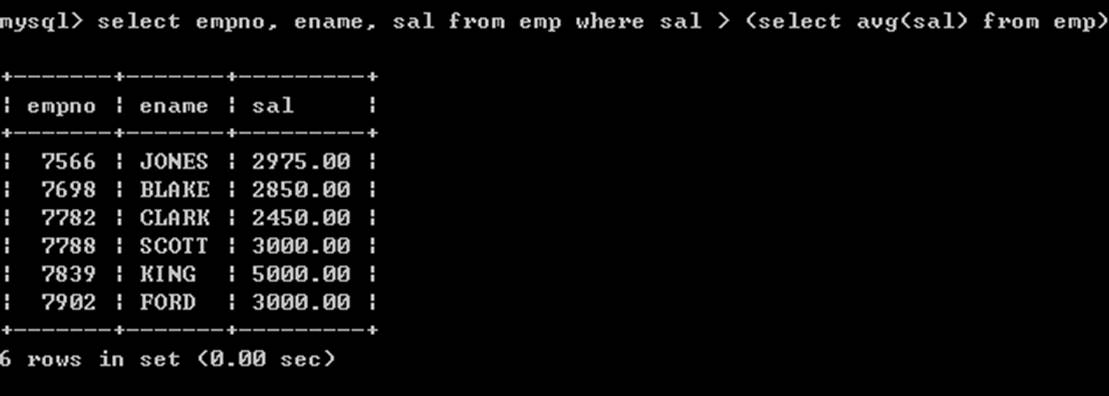 mysql> select empno, ename, sal from emp where sal > (select avg(sal) from emp)
+-------+-------+---------+
| empno | ename | sal     |
+-------+-------+---------+
|  7566 | JONES | 2975.00 |
|  7698 | BLAKE | 2850.00 |
|  7782 | CLARK | 2450.00 |
|  7788 | SCOTT | 3000.00 |
|  7839 | KING  | 5000.00 |
|  7902 | FORD  | 3000.00 |
+-------+-------+---------+
6 rows in set (0.00 sec)